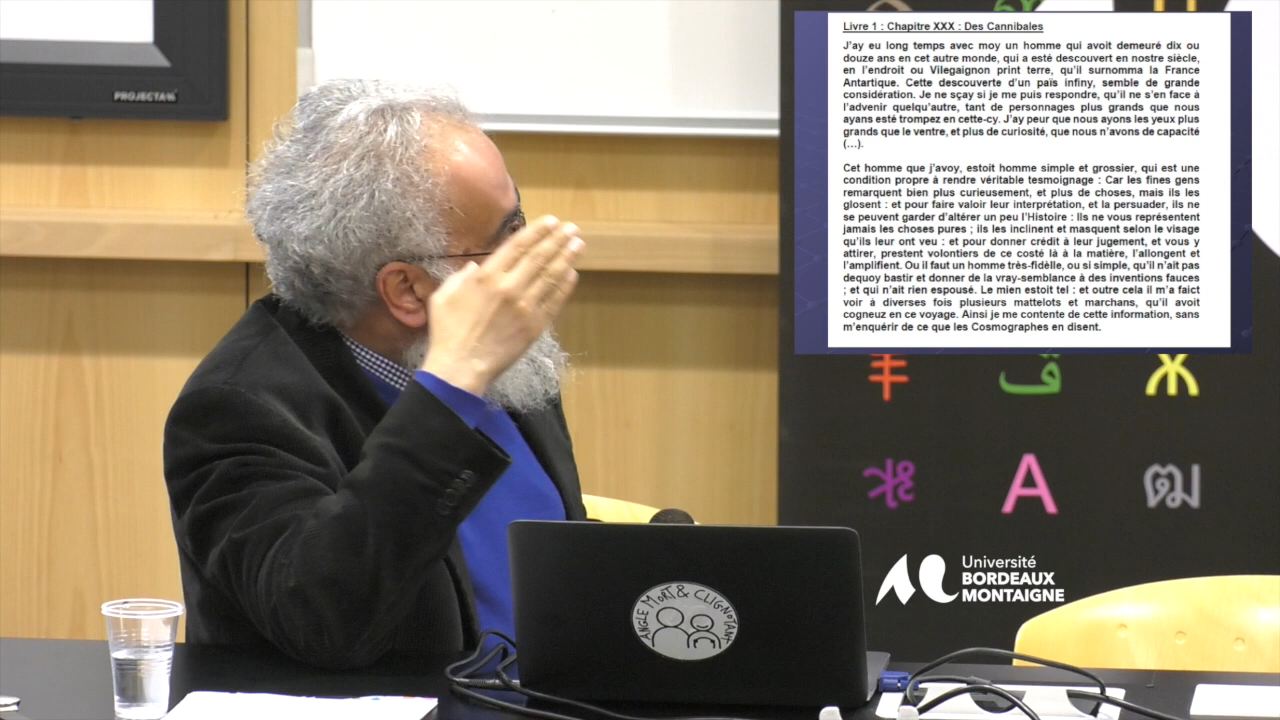 PROJECTA
Livre 1 : Chapitre XXX : Des Cannibales
J'ay eu long temps avec moy un homme qui avoit demeuré dix ou
douze ans en cet autre monde, qui a esté descouvert en nostre siècle,
en l'endroit ou Vilegaignon print terre, qu'il surnomma la France
Antartique. Cette descouverte d'un païs infiny, semble de grande
considération. Je ne sçay si je me puis respondre, qu'il ne s'en face à
l'advenir quelqu'autre, tant de personnages plus grands que nous
ayans esté trompez en cette-cy. J'ay peur que nous ayons les yeux plus
grands que le ventre, et plus de curiosité, que nous n'avons de capacité
(…).
Cet homme que j'avoy, estoit homme simple et grossier, qui est une
condition propre à rendre véritable tesmoignage : Car les fines gens
remarquent bien plus curieusement, et plus de choses, mais ils les
glosent : et pour faire valoir leur interprétation, et la persuader, ils ne
se peuvent garder d'altérer un peu l'Histoire : Ils ne vous représentent
jamais les choses pures ; ils les inclinent et masquent selon le visage
qu'ils leur ont veu : et pour donner crédit à leur jugement, et vous y
attirer, prestent volontiers de ce costé là à la matière, l'allongent et
l'amplifient. Ou il faut un homme très-fidèlle, ou si simple, qu'il n'ait pas
dequoy bastir et donner de la vray-semblance à des inventions fauces
; et qui n'ait rien espousé. Le mien estoit tel : et outre cela il m'a faict
voir à diverses fois plusieurs mattelots et marchans, qu'il avoit
cogneuz en ce voyage. Ainsi je me contente de cette information, sans
m'enquérir de ce que les Cosmographes en disent.
ق Ж
A ฒ
Université
BORDEAUX
MONTAIGNE
ANGLE MORT & CLIGNOTANT